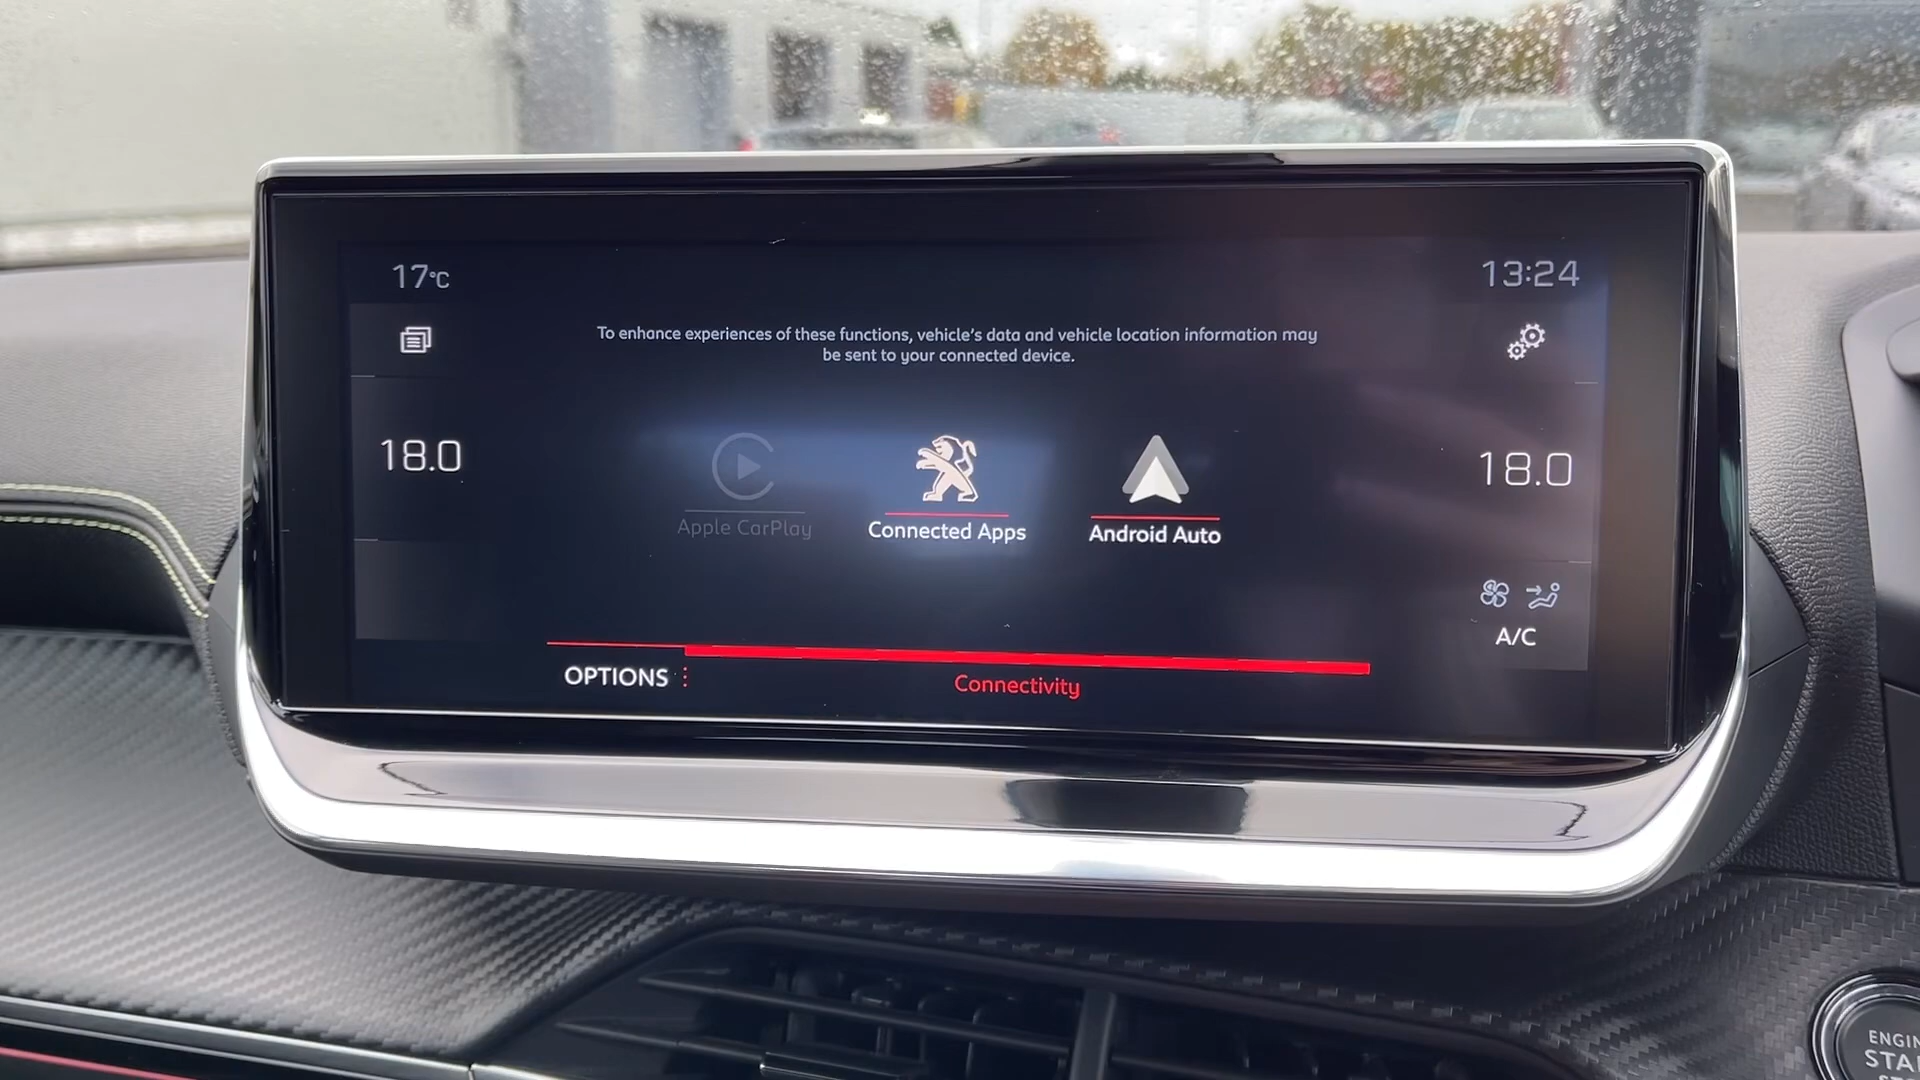 17°C
13:24
To enhance experiences of these functions, vehicle's data and vehicle location information may
be sent to your connected device.
18.0
18.0
Apple CarPlay
Connected Apps
Android Auto
A/C
OPTIONS
Connectivity